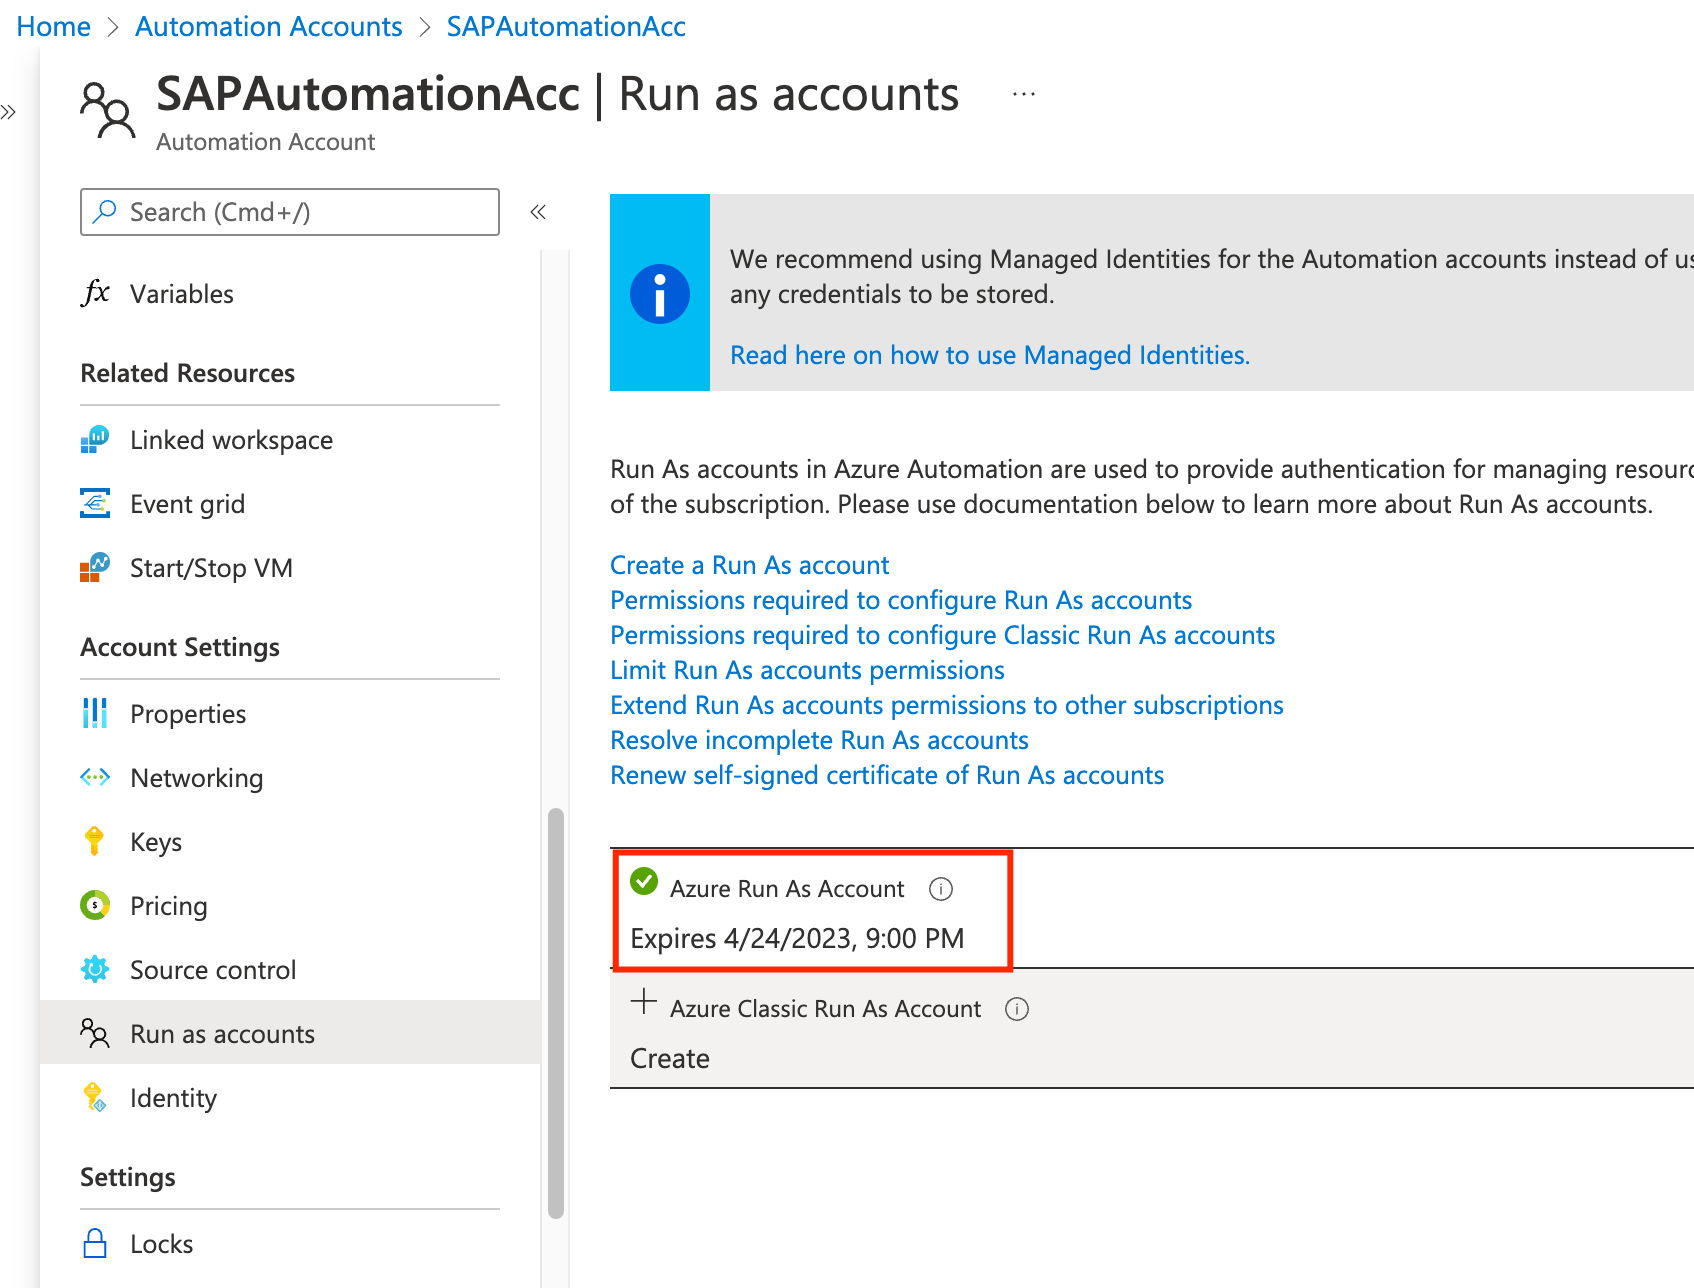 Home > Automation Accounts > SAPAutomationAcc
SAPAutomationAcc | Run as accounts ...
Automation Account
Search (Cmd+/)
Variables
Related Resources
Linked workspace
Event grid
Start/Stop VM
Account Settings
Properties
Networking
Keys
Pricing
Source control
Run as accounts
Identity
Settings
Locks
We recommend using Managed Identities for the Automation accounts instead of us
any credentials to be stored.
Read here on how to use Managed Identities.
Run As accounts in Azure Automation are used to provide authentication for managing resourc
of the subscription. Please use documentation below to learn more about Run As accounts.
Create a Run As account
Permissions required to configure Run As accounts
Permissions required to configure Classic Run As accounts
Limit Run As accounts permissions
Extend Run As accounts permissions to other subscriptions
Resolve incomplete Run As accounts
Renew self-signed certificate of Run As accounts
Azure Run As Account
Expires 4/24/2023, 9:00 PM
Azure Classic Run As Account
Create